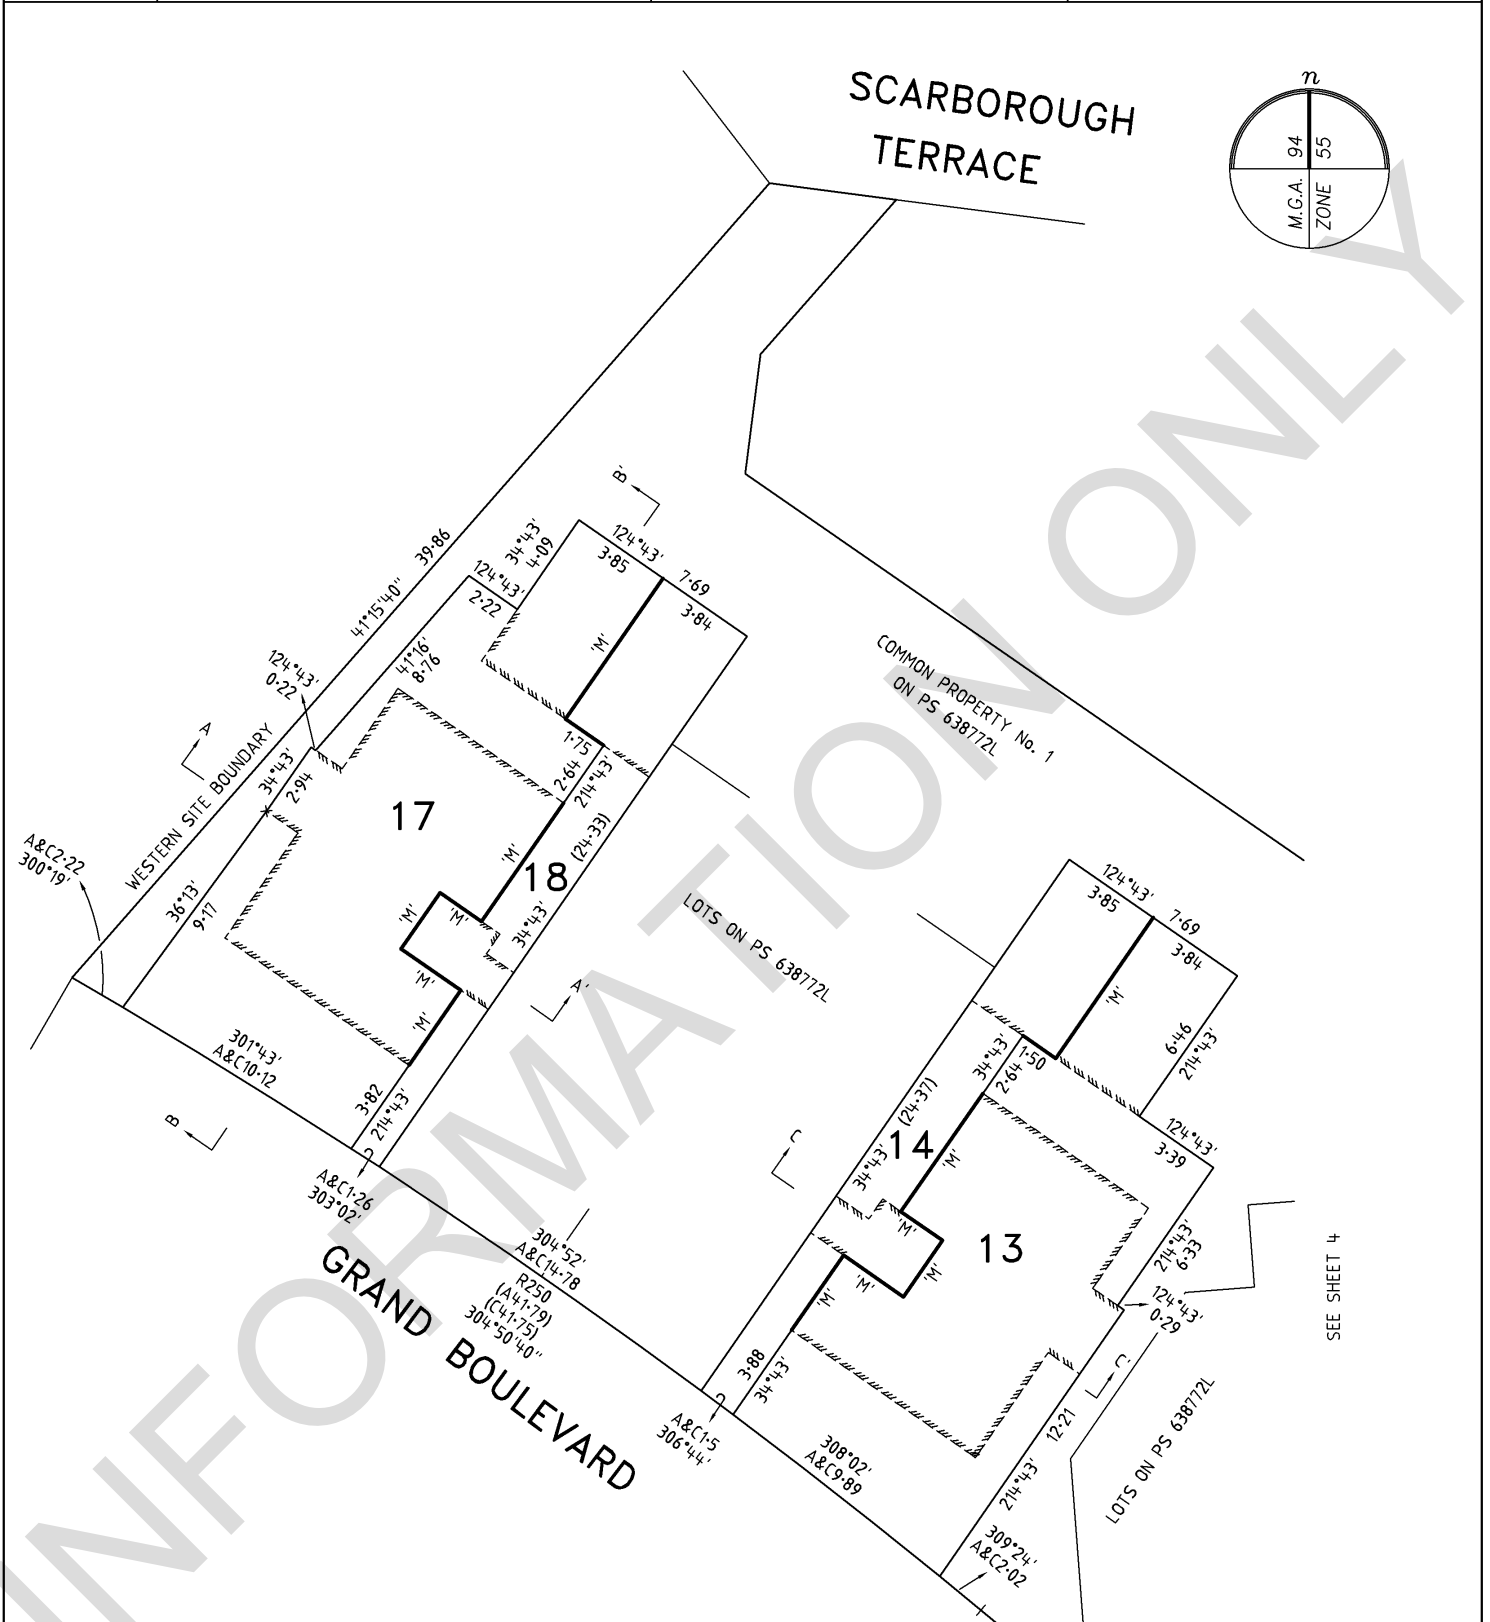 SCARBOROUGH
TERRACE
n
M.G.A. 94
ZONE 55
B'
39·86
41°15'40"
34°43'
4·09
124°43'
3·85
7·69
3·84
124°43'
2·22
'M'
41°16'
8·76
124°43'
0·22
COMMON PROPERTY No. 1
ON PS 638772L
A
WESTERN SITE BOUNDARY
34°43'
2·94
1·75
2·64
214°43'
17
'M'
(24·33)
18
34°43'
A&C2·22
300°19'
36°13'
9·17
'M'
'M'
'M'
'M'
LOTS ON PS 638772L
A'
124°43'
3·85
7·69
3·84
'M'
6·46
214°43'
301°43'
A&C10·12
3·82
214°43'
B
34°43'
2·64
1·50
(24·37)
14
34°43'
'M'
124°43'
3·39
C
A&C1·26
303°02'
304°52'
A&C14·78
R250
(A41·79)
(C41·75)
304°50'40"
GRAND BOULEVARD
'M'
'M'
'M'
'M'
13
214°43'
6·33
124°43'
0·29
SEE SHEET 4
3·88
34°43'
C'
A&C1·5
306°44'
308°02'
A&C9·89
12·21
214°43'
LOTS ON PS 638772L
309°24'
A&C2·02
INFORMATION ONLY